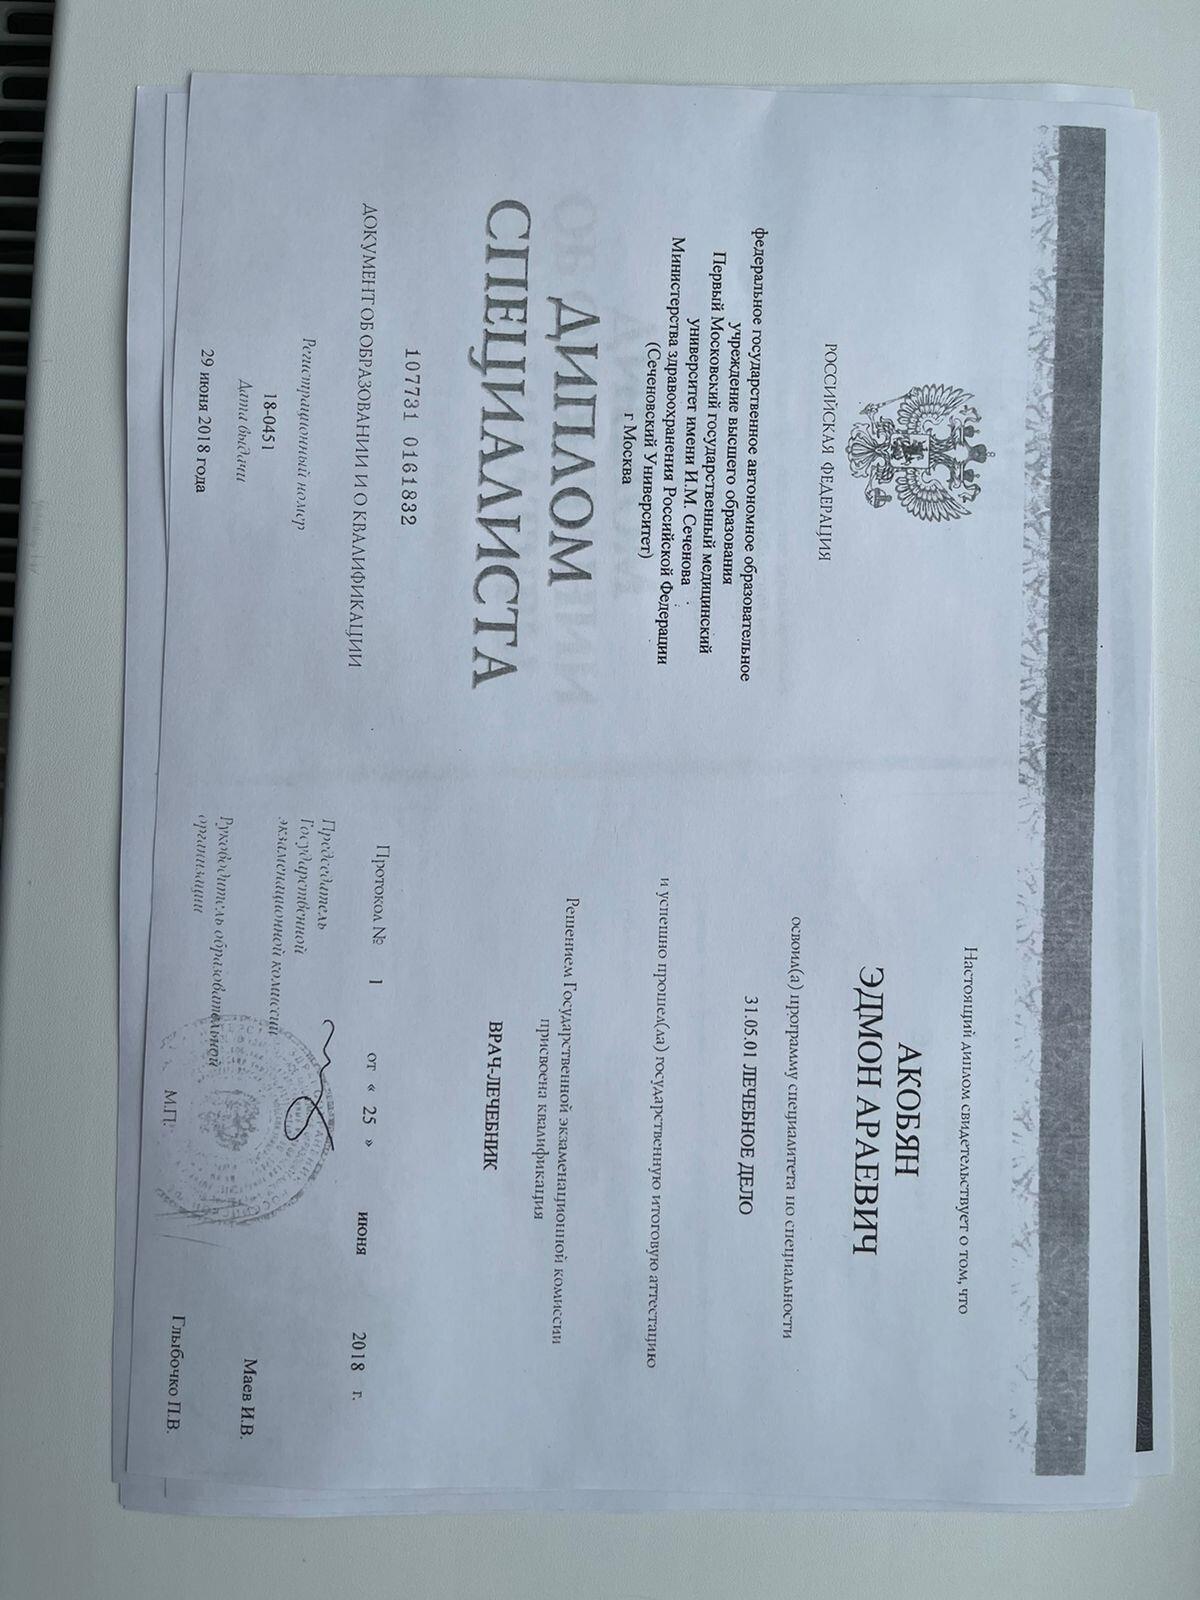 РОССИЙСКАЯ ФЕДЕРАЦИЯ
федеральное государственное автономное образовательное
учреждение высшего образования
Первый Московский государственный медицинский
университет имени И.М. Сеченова
Министерства здравоохранения Российской Федерации
(Сеченовский Университет)
г Москва
ДИПЛОМ
СПЕЦИАЛИСТА
107731 0161832
ДОКУМЕНТ ОБ ОБРАЗОВАНИИ И О КВАЛИФИКАЦИИ
Регистрационный номер
18-0451
Дата выдачи
29 июня 2018 года
Настоящий диплом свидетельствует о том, что
АКОБЯН
ЭДМОН АРАЕВИЧ
освоил(а) программу специалитета по специальности
31.05.01 ЛЕЧЕБНОЕ ДЕЛО
и успешно прошел(ла) государственную итоговую аттестацию
Решением Государственной экзаменационной комиссии
присвоена квалификация
ВРАЧ-ЛЕЧЕБНИК
Протокол № 1 от « 25 » июня 2018 г.
Председатель
Государственной
экзаменационной комиссии
Маев И.В.
Руководитель образовательной
организации
Глыбочко П.В.
М.П.